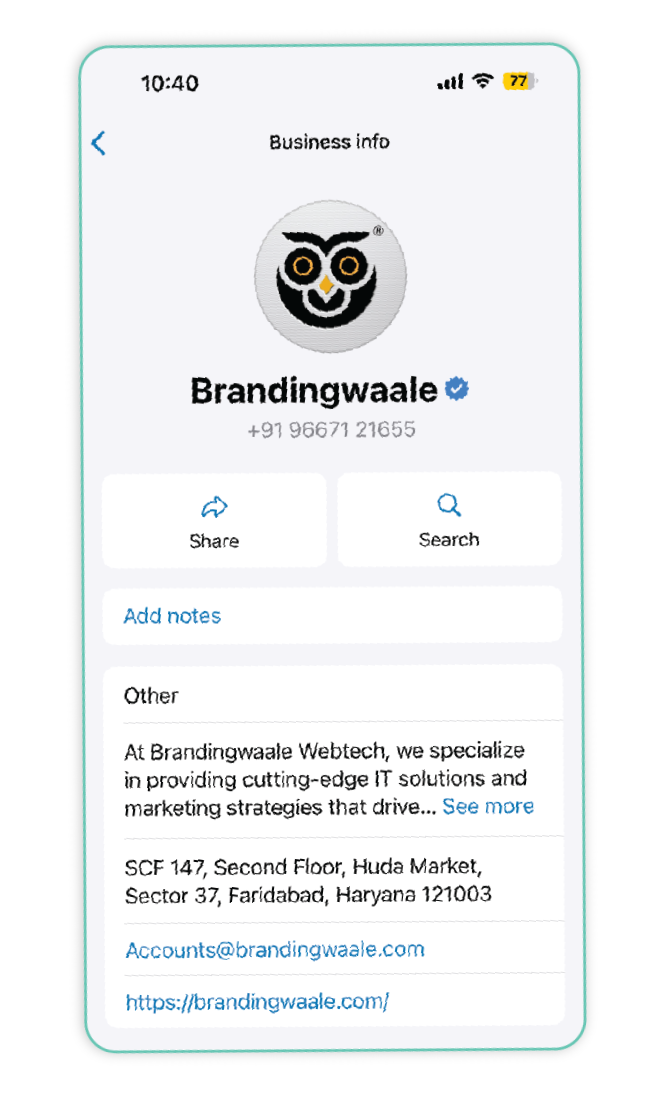 10:40
77
Business info
®
Brandingwaale
+91 96671 21655
Share
Search
Add notes
Other
At Brandingwaale Webtech, we specialize
in providing cutting-edge IT solutions and
marketing strategies that drive... See more
SCF 147, Second Floor, Huda Market,
Sector 37, Faridabad, Haryana 121003
Accounts@brandingwaale.com
https://brandingwaale.com/